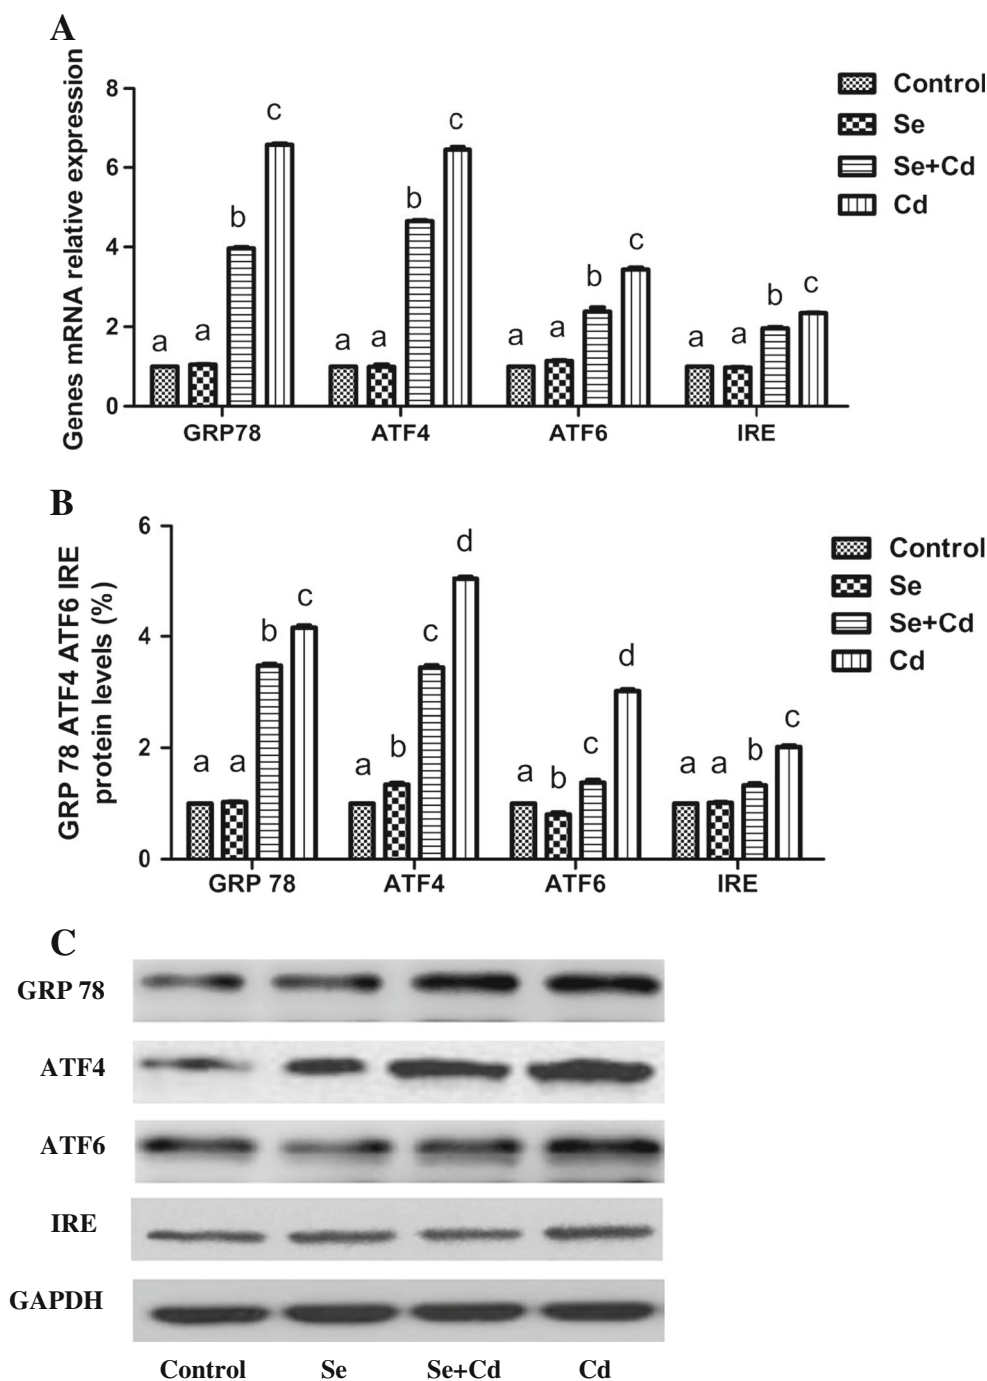 A
Genes mRNA relative expression
8
6
4
2
0
a a b c
a a b c
a a b c
a a b c
GRP78 ATF4 ATF6 IRE
Control
Se
Se+Cd
Cd
B
GRP 78 ATF4 ATF6 IRE
protein levels (%)
6
4
2
0
a a b c
a b c d
a b c d
a a b c
GRP 78 ATF4 ATF6 IRE
Control
Se
Se+Cd
Cd
C
GRP 78
ATF4
ATF6
IRE
GAPDH
Control Se Se+Cd Cd